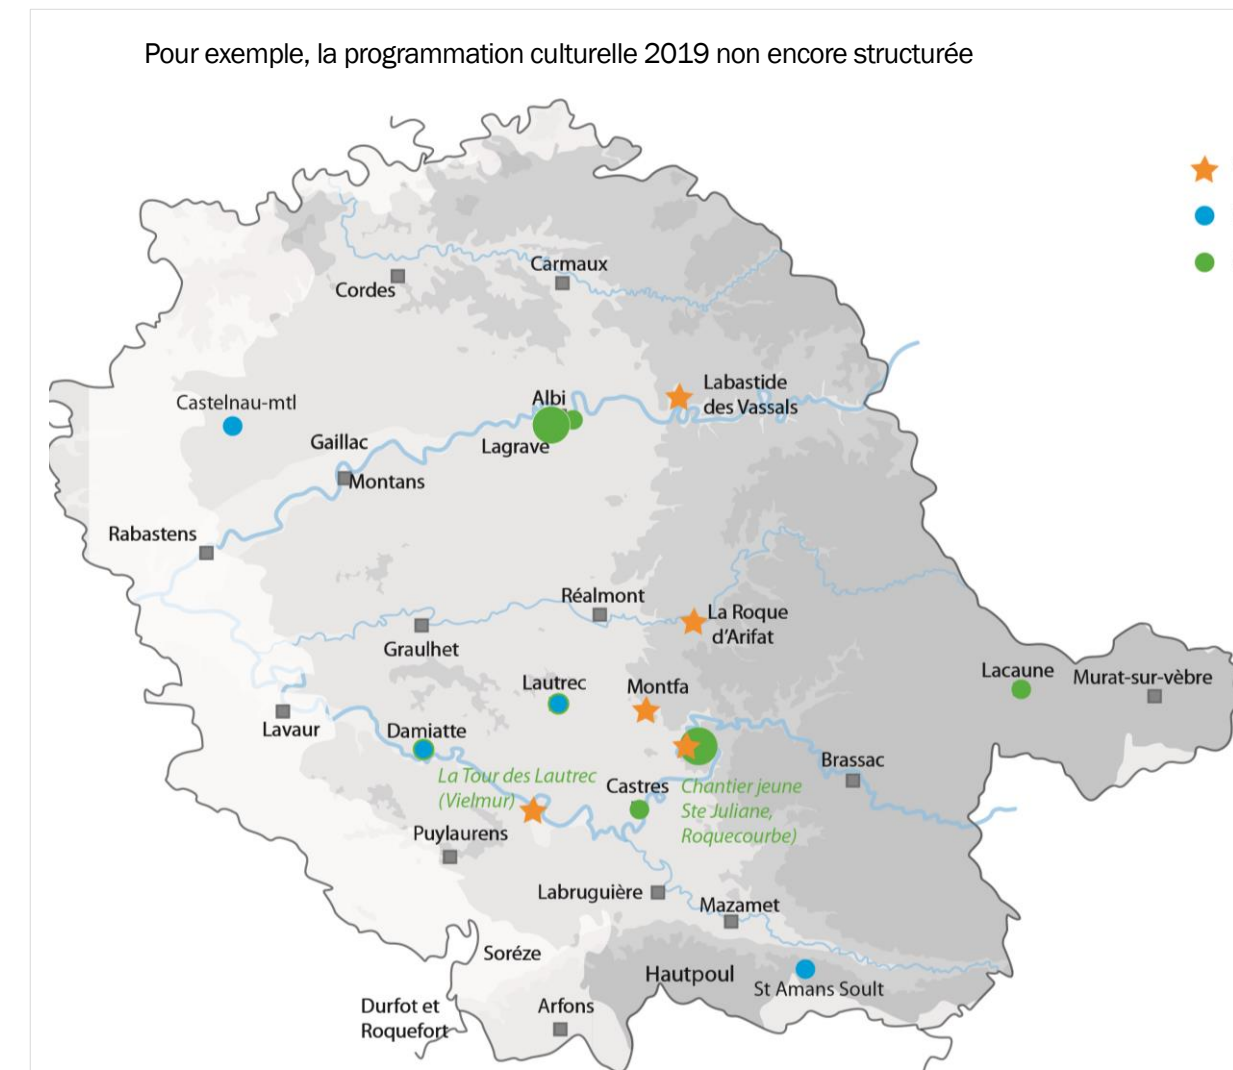 Pour exemple, la programmation culturelle 2019 non encore structurée
Carmaux
Cordes
Labastide
des Vassals
Castelnau-mtl
Albi
Gaillac
Lagrave
Montans
Rabastens
Réalmont
La Roque
d'Arifat
Graulhet
Lacaune
Murat-sur-vèbre
Lautrec
Montfa
Lavaur
Damiatte
Brassac
La Tour des Lautrec
(Vielmur)
Castres
Chantier jeune
Ste Juliane,
Roquecourbe)
Puylaurens
Labruguière
Mazamet
Soréze
Hautpoul
St Amans Soult
Durfot et
Roquefort
Arfons